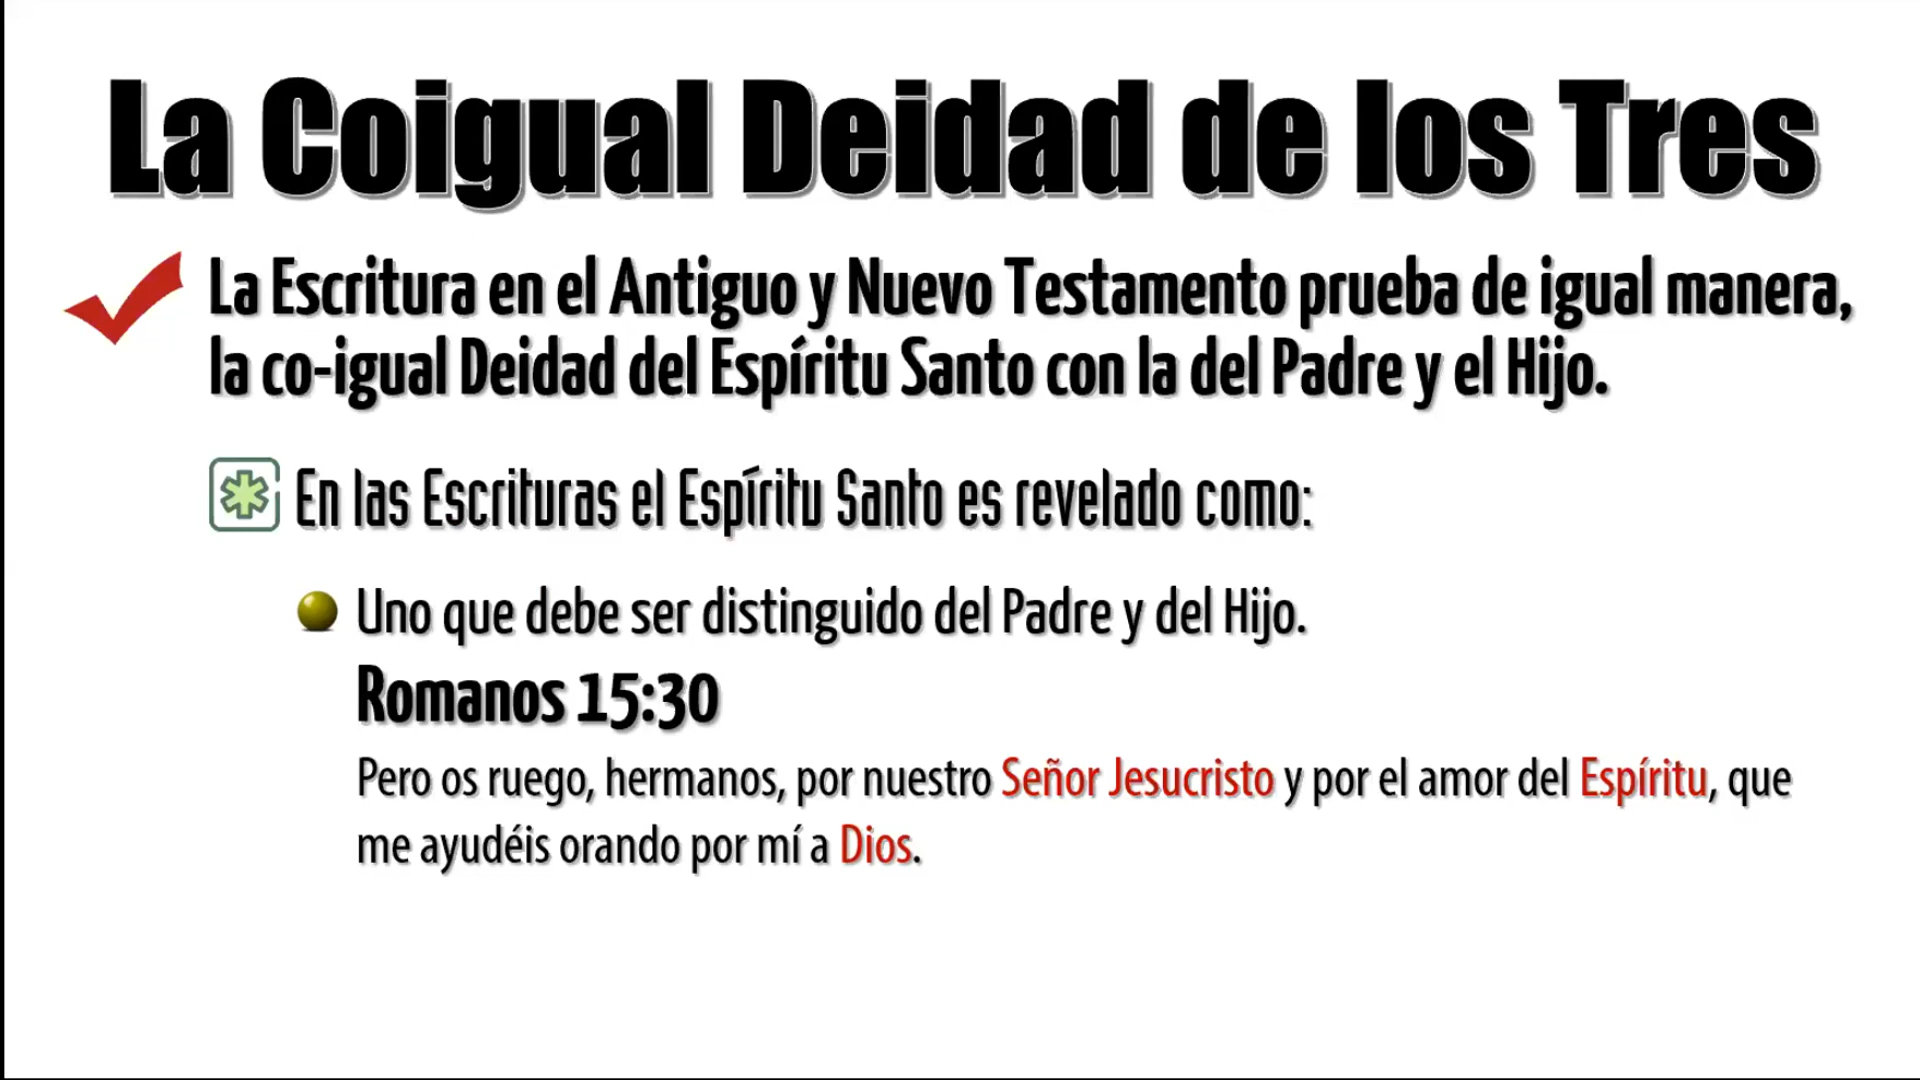 La Coigual Deidad de los Tres
La Escritura en el Antiguo y Nuevo Testamento prueba de igual manera,
la co-igual Deidad del Espíritu Santo con la del Padre y el Hijo.
En las Escrituras el Espíritu Santo es revelado como:
Uno que debe ser distinguido del Padre y del Hijo.
Romanos 15:30
Pero os ruego, hermanos, por nuestro Señor Jesucristo y por el amor del Espíritu, que
me ayudéis orando por mí a Dios.